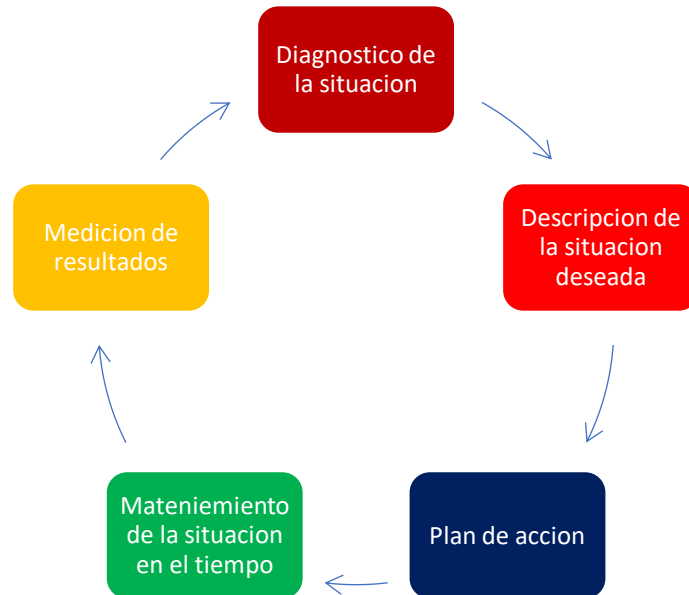 Diagnostico de
la situacion
Descripcion de
la situacion
deseada
Plan de accion
Mateniemiento
de la situacion
en el tiempo
Medicion de
resultados